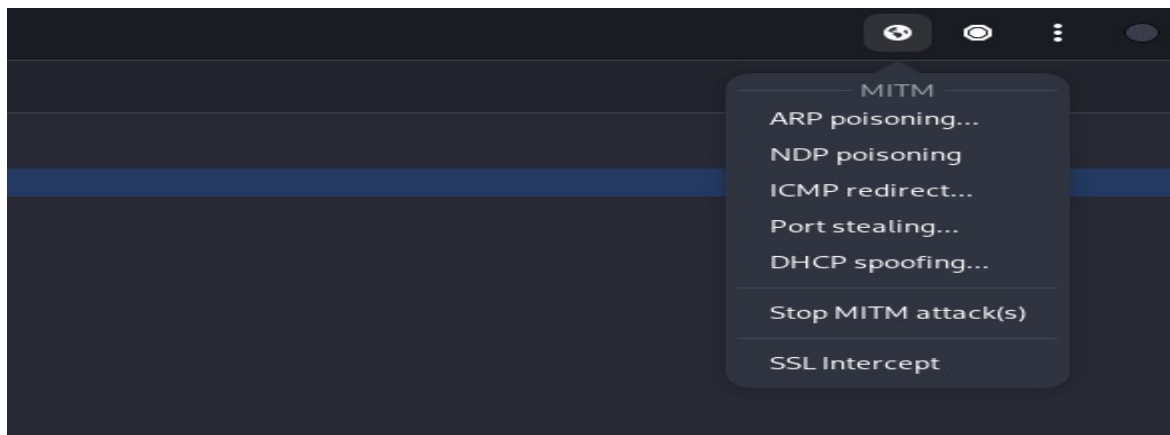 MITM
ARP poisoning...
NDP poisoning
ICMP redirect...
Port stealing...
DHCP spoofing...
Stop MITM attack(s)
SSL Intercept